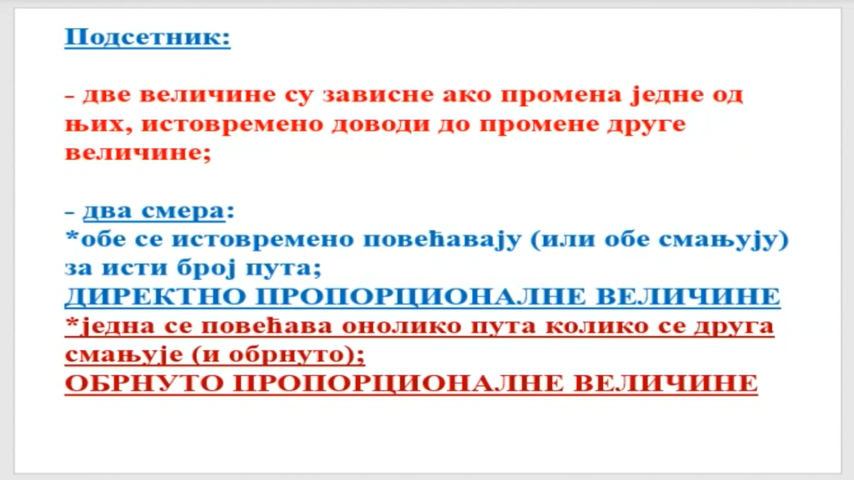 Подсетник:
- две величине су зависне ако промена једне од
њих, истовремено доводи до промене друге
величине;
- два смера:
*обе се истовремено повећавају (или обе смањују)
за исти број пута;
ДИРЕКТНО ПРОПОРЦИОНАЛНЕ ВЕЛИЧИНЕ
*једна се повећава онолико пута колико се друга
смањује (и обрнуто);
ОБРНУТО ПРОПОРЦИОНАЛНЕ ВЕЛИЧИНЕ